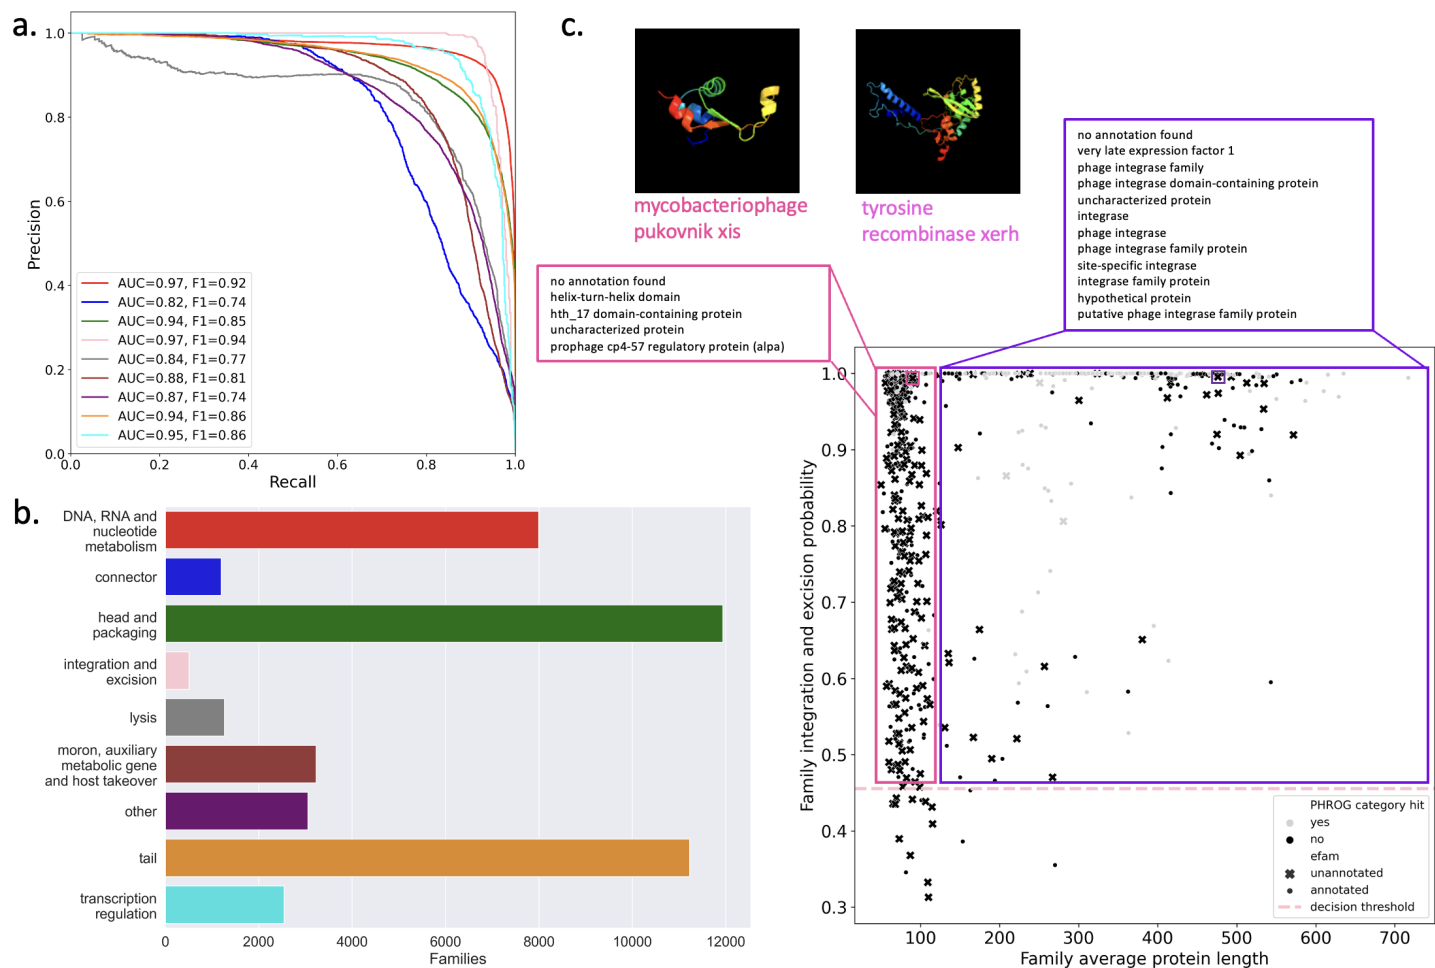 a.
1.0
0.8
0.6
0.4
0.2
0.0
0.0
0.2
0.4
0.6
0.8
1.0
Precision
Recall
AUC=0.97, F1=0.92
AUC=0.82, F1=0.74
AUC=0.94, F1=0.85
AUC=0.97, F1=0.94
AUC=0.84, F1=0.77
AUC=0.88, F1=0.81
AUC=0.87, F1=0.74
AUC=0.94, F1=0.86
AUC=0.95, F1=0.86
b.
DNA, RNA and
nucleotide
metabolism
connector
head and
packaging
integration and
excision
lysis
moron, auxiliary
metabolic gene
and host takeover
other
tail
transcription
regulation
0
2000
4000
6000
8000
10000
12000
Families
c.
mycobacteriophage
pukovnik xis
tyrosine
recombinase xerh
no annotation found
helix-turn-helix domain
hth_17 domain-containing protein
uncharacterized protein
prophage cp4-57 regulatory protein (alpa)
no annotation found
very late expression factor 1
phage integrase family
phage integrase domain-containing protein
uncharacterized protein
integrase
phage integrase
phage integrase family protein
site-specific integrase
integrase family protein
hypothetical protein
putative phage integrase family protein
Family integration and excision probability
1.0
0.9
0.8
0.7
0.6
0.5
0.4
0.3
100
200
300
400
500
600
700
Family average protein length
PHROG category hit
yes
no
efam
unannotated
annotated
decision threshold